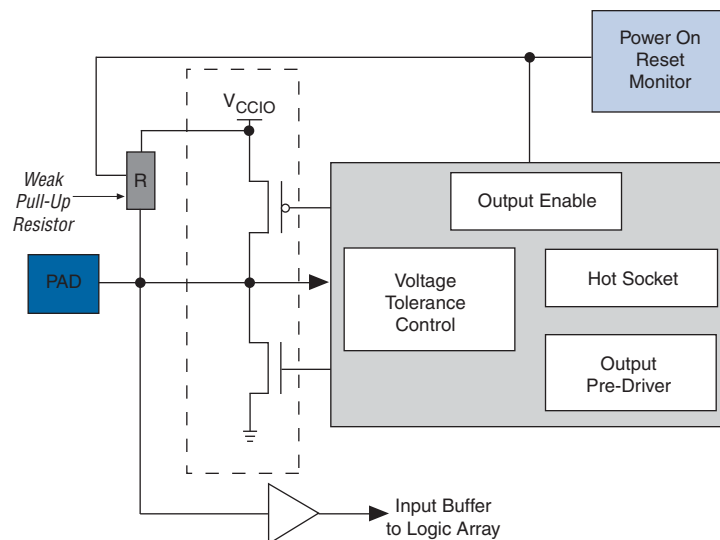 Power On
Reset
Monitor
VCCIO
R
Weak
Pull-Up
Resistor
Output Enable
PAD
Voltage
Tolerance
Control
Hot Socket
Output
Pre-Driver
Input Buffer
to Logic Array